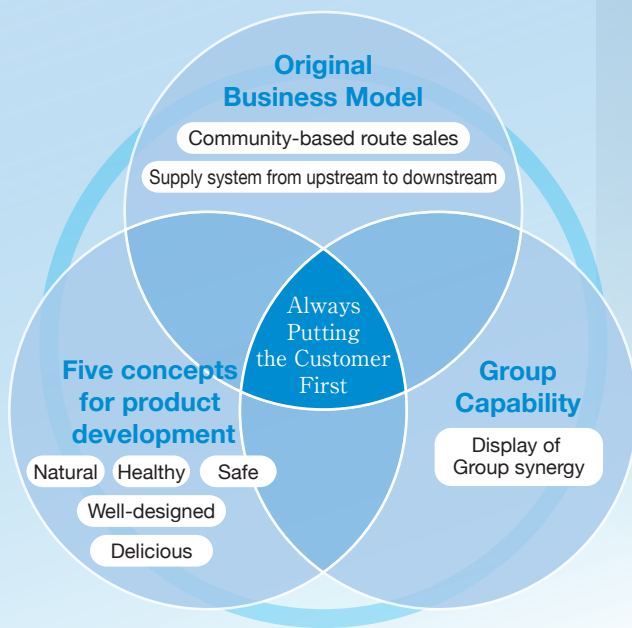 Original
Business Model
Community-based route sales
Supply system from upstream to downstream
Always
Putting
the Customer
First
Five concepts
for product
development
Natural
Healthy
Safe
Well-designed
Delicious
Group
Capability
Display of
Group synergy